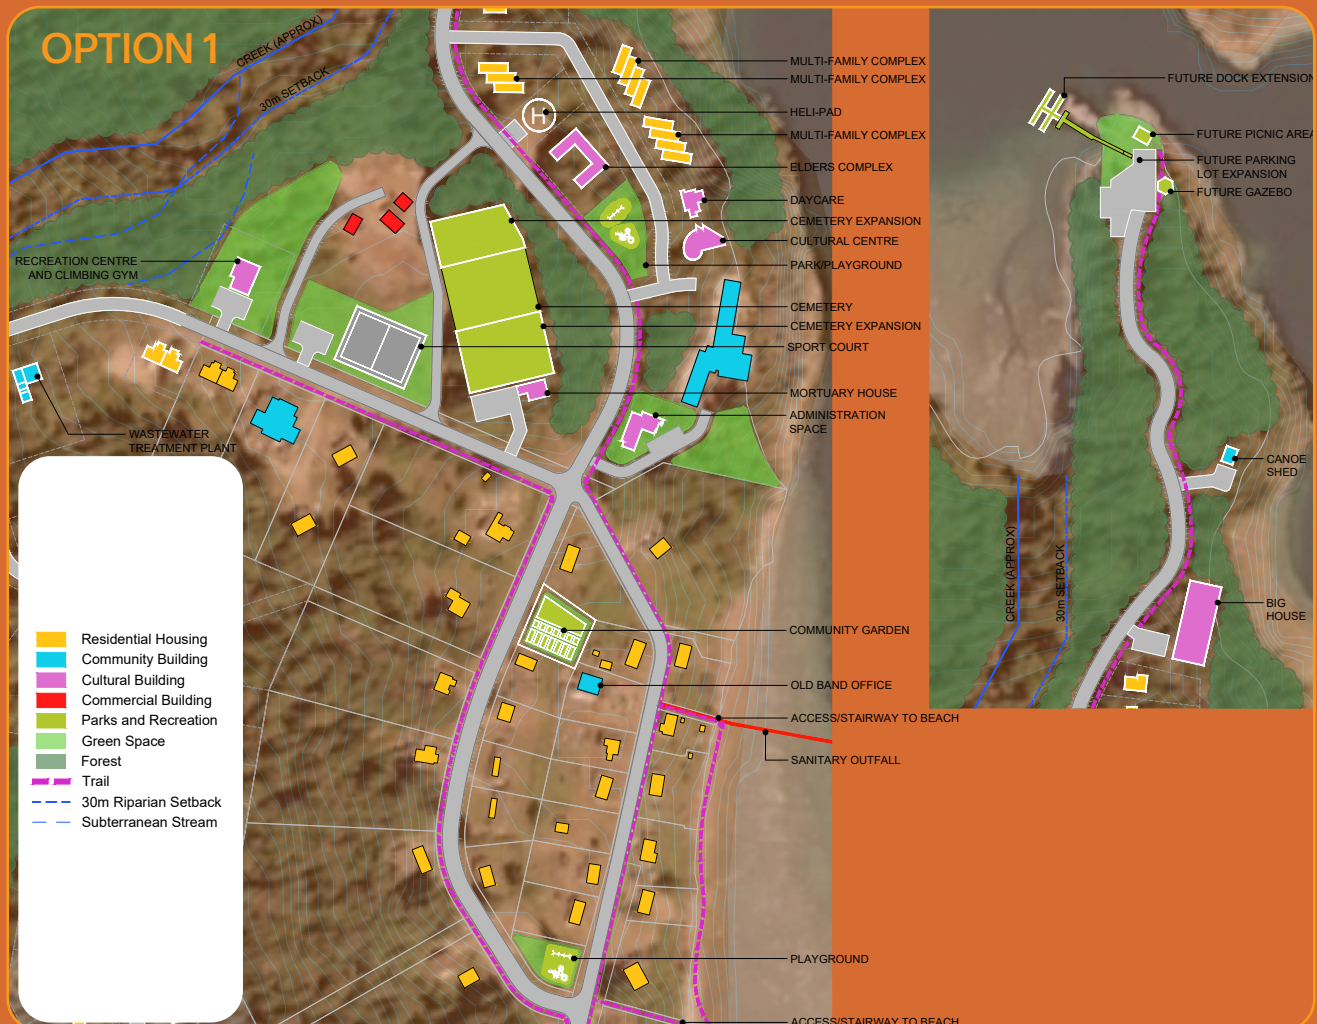 OPTION 1
CREEK (APPROX)
30m SETBACK
MULTI-FAMILY COMPLEX
MULTI-FAMILY COMPLEX
HELI-PAD
H
MULTI-FAMILY COMPLEX
ELDERS COMPLEX
DAYCARE
CEMETERY EXPANSION
CULTURAL CENTRE
PARK/PLAYGROUND
CEMETERY
CEMETERY EXPANSION
SPORT COURT
MORTUARY HOUSE
ADMINISTRATION
SPACE
RECREATION CENTRE
AND CLIMBING GYM
WASTEWATER
TREATMENT PLANT
COMMUNITY GARDEN
OLD BAND OFFICE
ACCESS/STAIRWAY TO BEACH
SANITARY OUTFALL
PLAYGROUND
ACCESS/STAIRWAY TO BEACH
FUTURE DOCK EXTENSION
FUTURE PICNIC AREA
FUTURE PARKING
LOT EXPANSION
FUTURE GAZEBO
CANOE
SHED
CREEK (APPROX)
30m SETBACK
BIG
HOUSE
Residential Housing
Community Building
Cultural Building
Commercial Building
Parks and Recreation
Green Space
Forest
Trail
30m Riparian Setback
Subterranean Stream